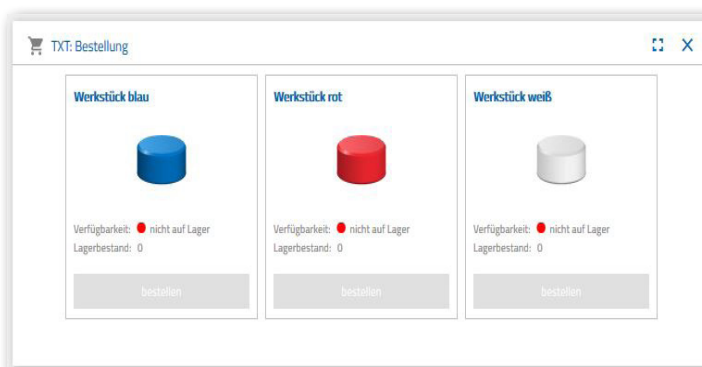 TXT: Bestellung
Werkstück blau
Verfügbarkeit: nicht auf Lager
Lagerbestand: 0
bestellen
Werkstück rot
Verfügbarkeit: nicht auf Lager
Lagerbestand: 0
bestellen
Werkstück weiß
Verfügbarkeit: nicht auf Lager
Lagerbestand: 0
bestellen